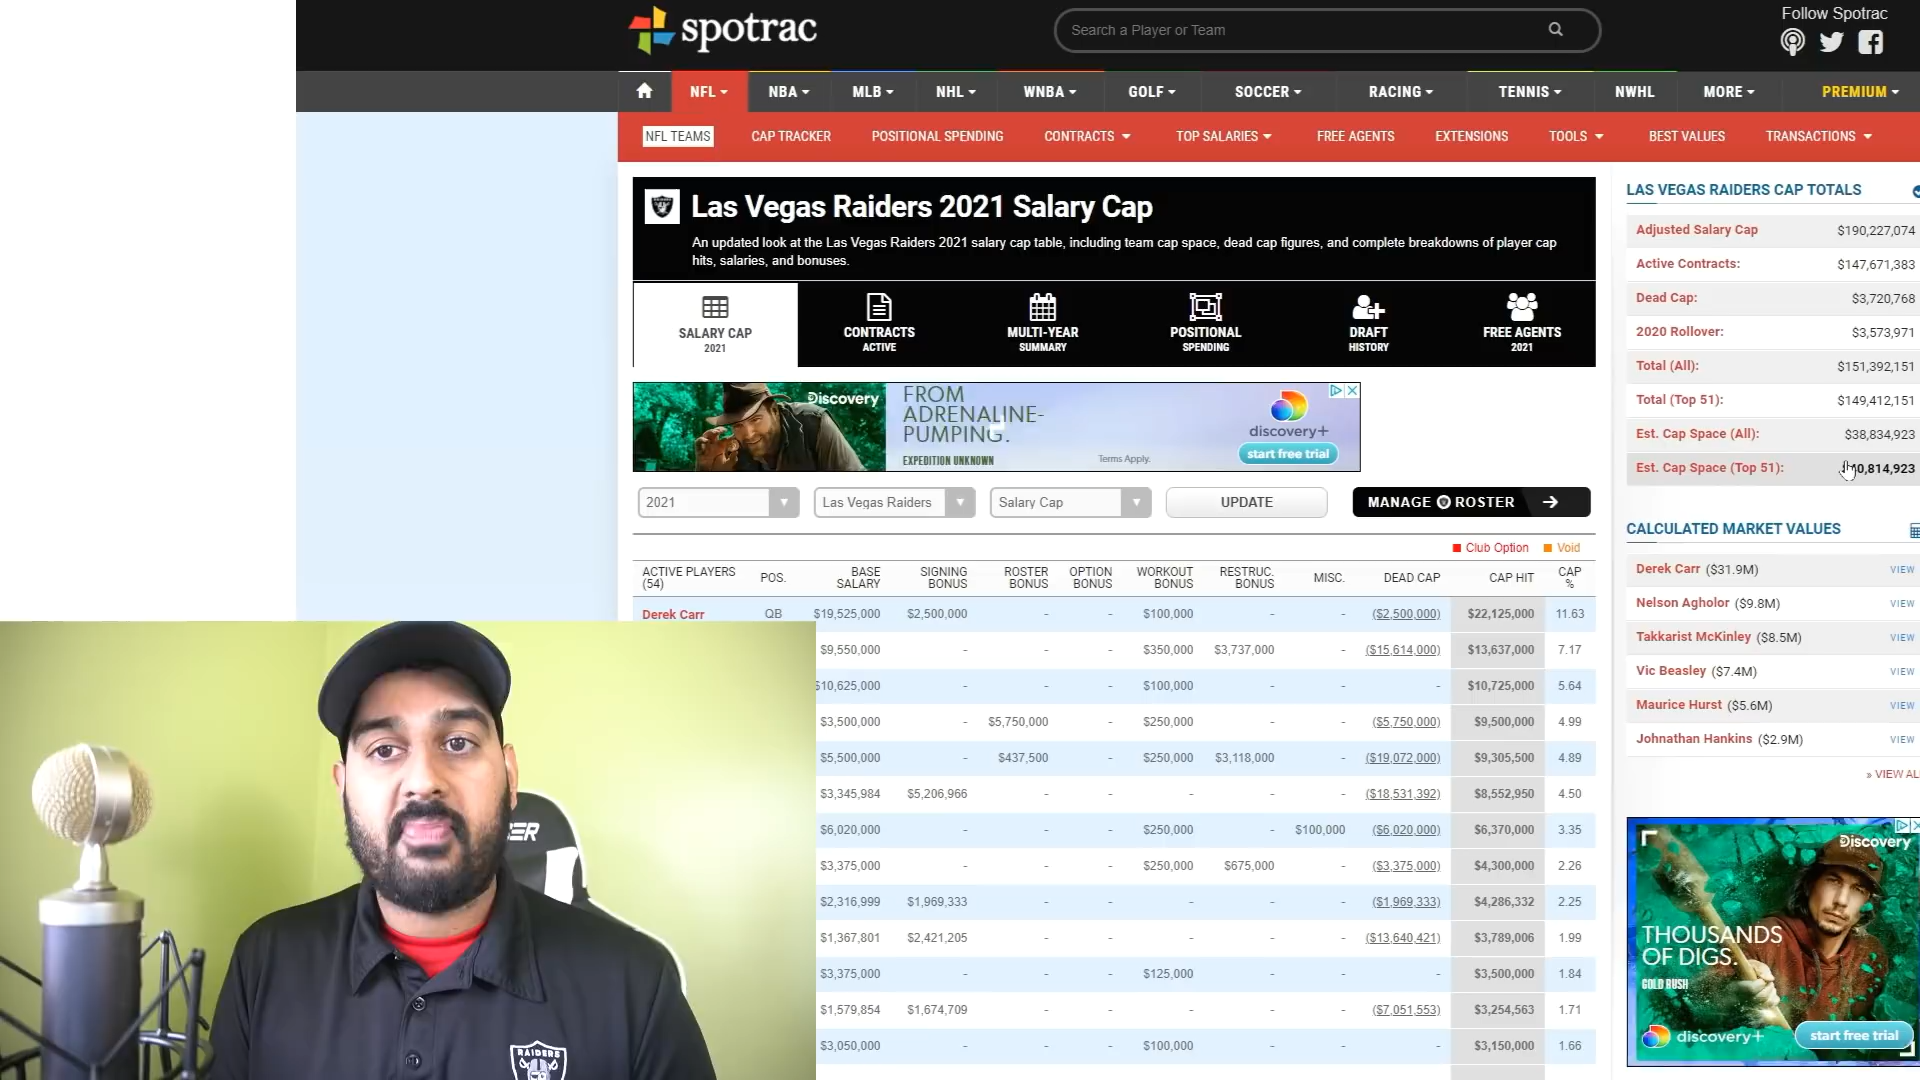 spotrac
Search a Player or Team
Follow Spotrac
NFL
NBA
MLB
NHL
WNBA
GOLF
SOCCER
RACING
TENNIS
NWHL
MORE
PREMIUM
NFL TEAMS
CAP TRACKER
POSITIONAL SPENDING
CONTRACTS
TOP SALARIES
FREE AGENTS
EXTENSIONS
TOOLS
BEST VALUES
TRANSACTIONS
Las Vegas Raiders 2021 Salary Cap
An updated look at the Las Vegas Raiders 2021 salary cap table, including team cap space, dead cap figures, and complete breakdowns of player cap
hits, salaries, and bonuses.
SALARY CAP
2021
CONTRACTS
ACTIVE
MULTI-YEAR
SUMMARY
POSITIONAL
SPENDING
DRAFT
HISTORY
FREE AGENTS
2021
Discovery
FROM
ADRENALINE-
PUMPING.
EXPEDITION UNKNOWN
Terms Apply.
discovery+
start free trial
2021
Las Vegas Raiders
Salary Cap
UPDATE
MANAGE ROSTER
Club Option
Void
ACTIVE PLAYERS (54) POS. BASE SALARY SIGNING BONUS ROSTER BONUS OPTION BONUS WORKOUT BONUS RESTRUC. BONUS MISC. DEAD CAP CAP HIT CAP %
Derek Carr QB $19,525,000 $2,500,000 - - $100,000 - - ($2,500,000) $22,125,000 11.63
$9,550,000 - - - $350,000 $3,737,000 - ($15,614,000) $13,637,000 7.17
$10,625,000 - - - $100,000 - - - $10,725,000 5.64
$3,500,000 - $5,750,000 - $250,000 - - ($5,750,000) $9,500,000 4.99
$5,500,000 - $437,500 - $250,000 $3,118,000 - ($19,072,000) $9,305,500 4.89
$3,345,984 $5,206,966 - - - - - ($18,531,392) $8,552,950 4.50
$6,020,000 - - - $250,000 - $100,000 ($6,020,000) $6,370,000 3.35
$3,375,000 - - - $250,000 $675,000 - ($3,375,000) $4,300,000 2.26
$2,316,999 $1,969,333 - - - - - ($1,969,333) $4,286,332 2.25
$1,367,801 $2,421,205 - - - - - ($13,640,421) $3,789,006 1.99
$3,375,000 - - - $125,000 - - - $3,500,000 1.84
$1,579,854 $1,674,709 - - - - - ($7,051,553) $3,254,563 1.71
$3,050,000 - - - $100,000 - - - $3,150,000 1.66
LAS VEGAS RAIDERS CAP TOTALS
Adjusted Salary Cap $190,227,074
Active Contracts: $147,671,383
Dead Cap: $3,720,768
2020 Rollover: $3,573,971
Total (All): $151,392,151
Total (Top 51): $149,412,151
Est. Cap Space (All): $38,834,923
Est. Cap Space (Top 51): 0,814,923
CALCULATED MARKET VALUES
Derek Carr ($31.9M) VIEW
Nelson Agholor ($9.8M) VIEW
Takkarist McKinley ($8.5M) VIEW
Vic Beasley ($7.4M) VIEW
Maurice Hurst ($5.6M) VIEW
Johnathan Hankins ($2.9M) VIEW
» VIEW AL
Discovery
THOUSANDS
OF DIGS.
GOLD RUSH
discovery+
start free trial
RAIDERS